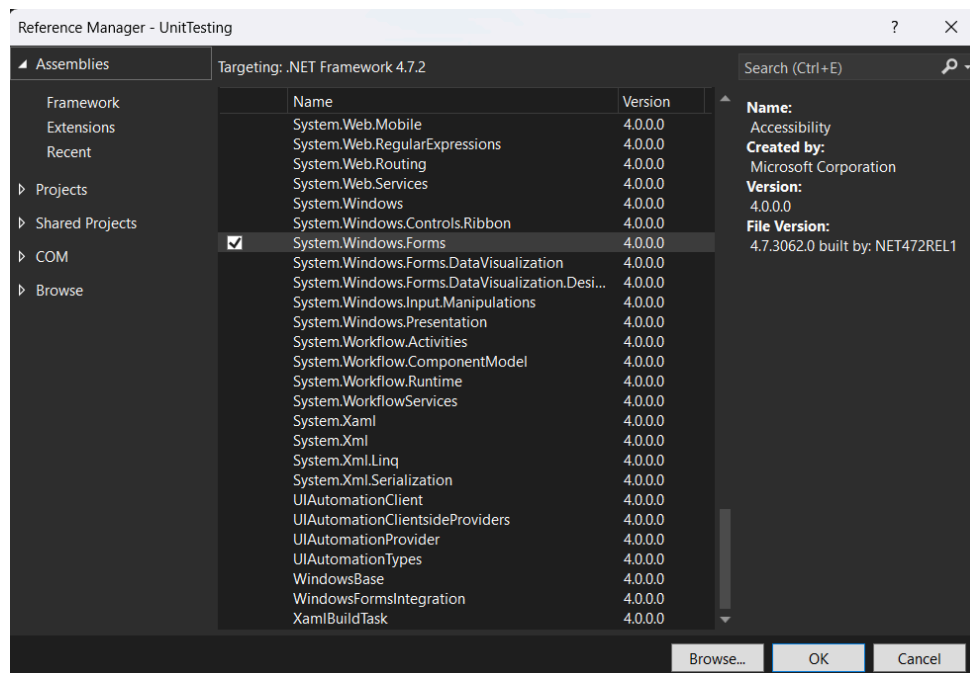 Reference Manager - UnitTesting
?
Assemblies
Framework
Extensions
Recent
Projects
Shared Projects
COM
Browse
Targeting: .NET Framework 4.7.2
Name Version
System.Web.Mobile 4.0.0.0
System.Web.RegularExpressions 4.0.0.0
System.Web.Routing 4.0.0.0
System.Web.Services 4.0.0.0
System.Windows 4.0.0.0
System.Windows.Controls.Ribbon 4.0.0.0
System.Windows.Forms 4.0.0.0
System.Windows.Forms.DataVisualization 4.0.0.0
System.Windows.Forms.DataVisualization.Desi... 4.0.0.0
System.Windows.Input.Manipulations 4.0.0.0
System.Windows.Presentation 4.0.0.0
System.Workflow.Activities 4.0.0.0
System.Workflow.ComponentModel 4.0.0.0
System.Workflow.Runtime 4.0.0.0
System.WorkflowServices 4.0.0.0
System.Xaml 4.0.0.0
System.Xml 4.0.0.0
System.Xml.Linq 4.0.0.0
System.Xml.Serialization 4.0.0.0
UIAutomationClient 4.0.0.0
UIAutomationClientsideProviders 4.0.0.0
UIAutomationProvider 4.0.0.0
UIAutomationTypes 4.0.0.0
WindowsBase 4.0.0.0
WindowsFormsIntegration 4.0.0.0
XamlBuildTask 4.0.0.0
Search (Ctrl+E)
Name:
Accessibility
Created by:
Microsoft Corporation
Version:
4.0.0.0
File Version:
4.7.3062.0 built by: NET472REL1
Browse... OK Cancel